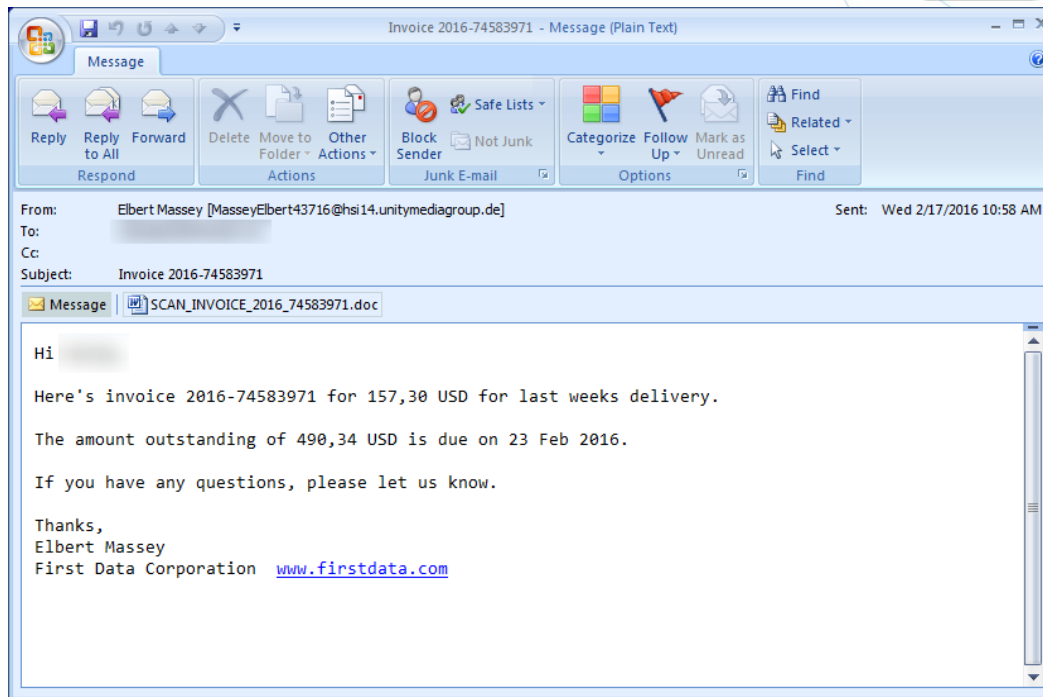 Invoice 2016-74583971 - Message (Plain Text)
Message
Reply
Reply to All
Forward
Respond
Delete
Move to Folder
Other Actions
Actions
Block Sender
Safe Lists
Not Junk
Junk E-mail
Categorize
Follow Up
Mark as Unread
Options
Find
Related
Select
Find
From: Elbert Massey [MasseyElbert43716@hsi14.unitymediagroup.de] Sent: Wed 2/17/2016 10:58 AM
To:
Cc:
Subject: Invoice 2016-74583971
Message SCAN_INVOICE_2016_74583971.doc
Hi
Here's invoice 2016-74583971 for 157,30 USD for last weeks delivery.
The amount outstanding of 490,34 USD is due on 23 Feb 2016.
If you have any questions, please let us know.
Thanks,
Elbert Massey
First Data Corporation www.firstdata.com